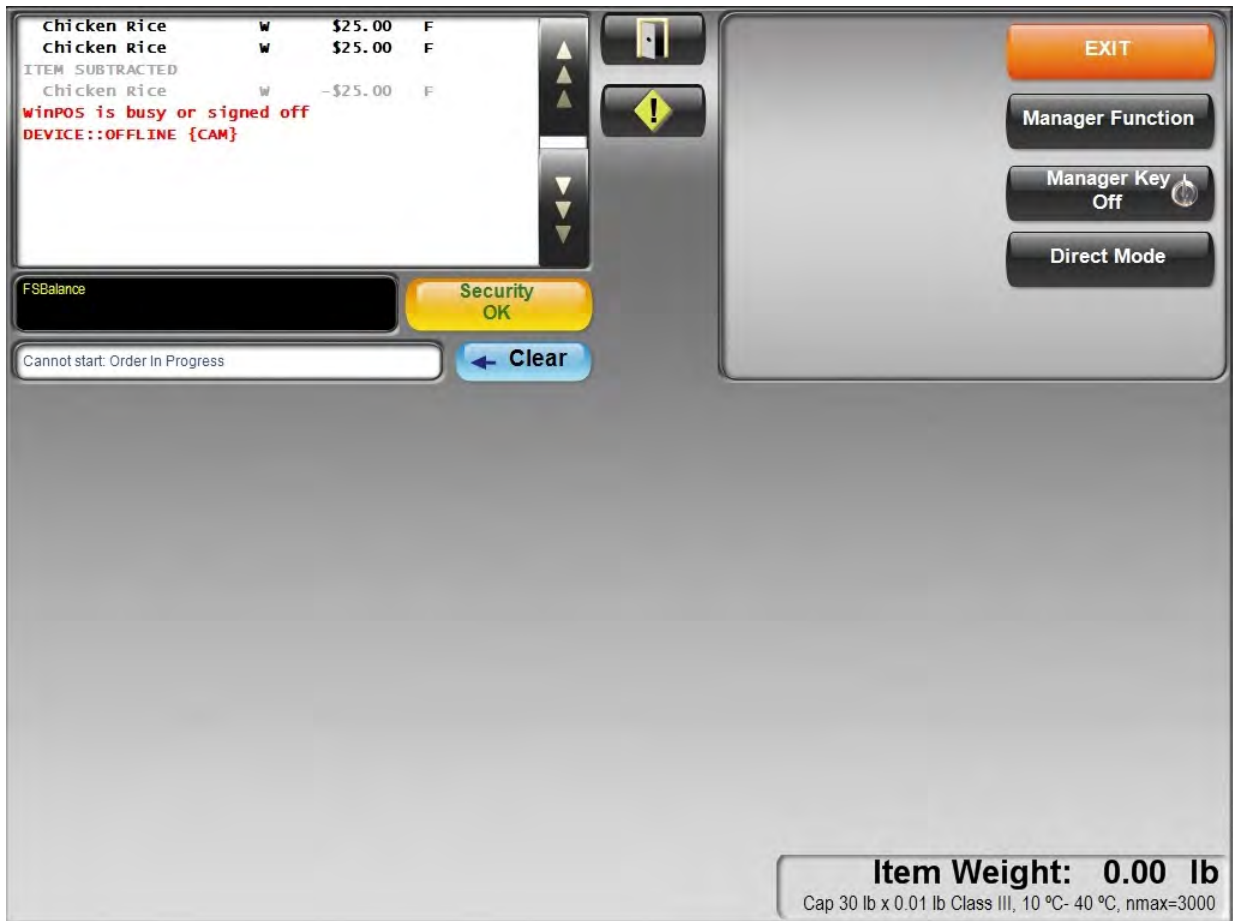 Chicken Rice W $25.00 F
Chicken Rice W $25.00 F
ITEM SUBTRACTED
Chicken Rice W -$25.00 F
WinPOS is busy or signed off
DEVICE::OFFLINE {CAM}
FSBalance
Security
OK
Cannot start: Order In Progress
Clear
EXIT
Manager Function
Manager Key
Off
Direct Mode
Item Weight: 0.00 lb
Cap 30 lb x 0.01 lb Class III, 10 ºC- 40 ºC, nmax=3000